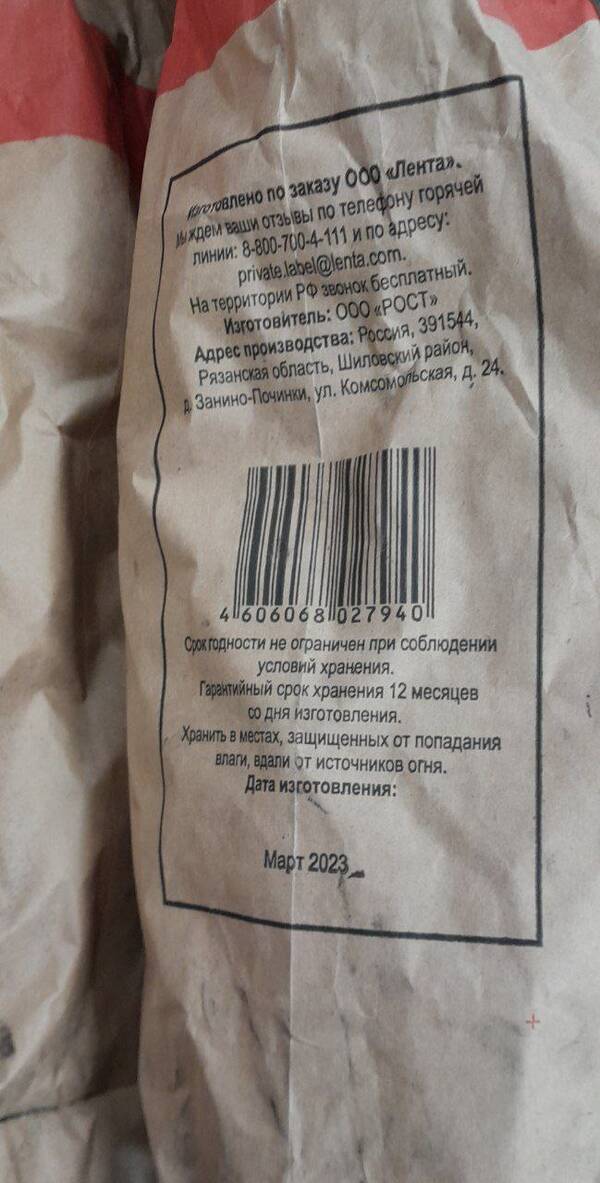 Изготовлено по заказу ООО «Лента».
Мы ждем ваши отзывы по телефону горячей
линии: 8-800-700-4-111 и по адресу:
private.label@lenta.com.
На территории РФ звонок бесплатный.
Изготовитель: ООО «РОСТ»
Адрес производства: Россия, 391544,
Рязанская область, Шиловский район,
д. Занино-Починки, ул. Комсомольская, д. 24.
4 606068 027940
Срок годности не ограничен при соблюдении
условий хранения.
Гарантийный срок хранения 12 месяцев
со дня изготовления.
Хранить в местах, защищенных от попадания
влаги, вдали от источников огня.
Дата изготовления:
Март 2023